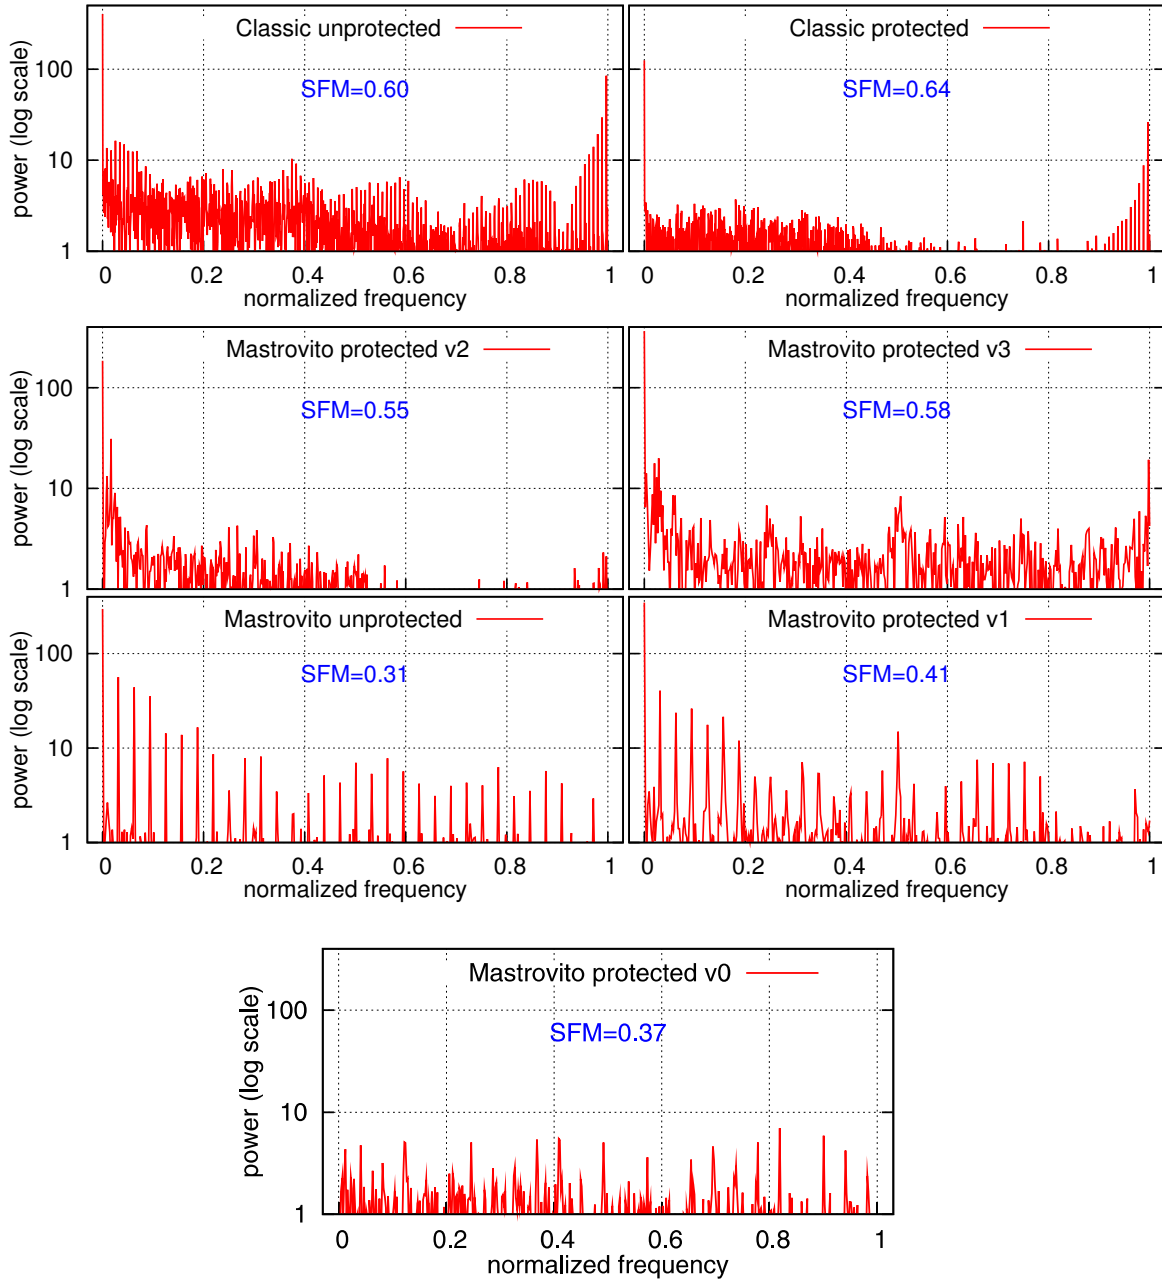 Classic unprotected
SFM=0.60
power (log scale)
100
10
1
0 0.2 0.4 0.6 0.8 1
normalized frequency
Classic protected
SFM=0.64
0 0.2 0.4 0.6 0.8 1
normalized frequency
Mastrovito protected v2
SFM=0.55
power (log scale)
100
10
1
Mastrovito protected v3
SFM=0.58
Mastrovito unprotected
SFM=0.31
power (log scale)
100
10
1
0 0.2 0.4 0.6 0.8 1
normalized frequency
Mastrovito protected v1
SFM=0.41
0 0.2 0.4 0.6 0.8 1
normalized frequency
Mastrovito protected v0
SFM=0.37
power (log scale)
100
10
1
0 0.2 0.4 0.6 0.8 1
normalized frequency